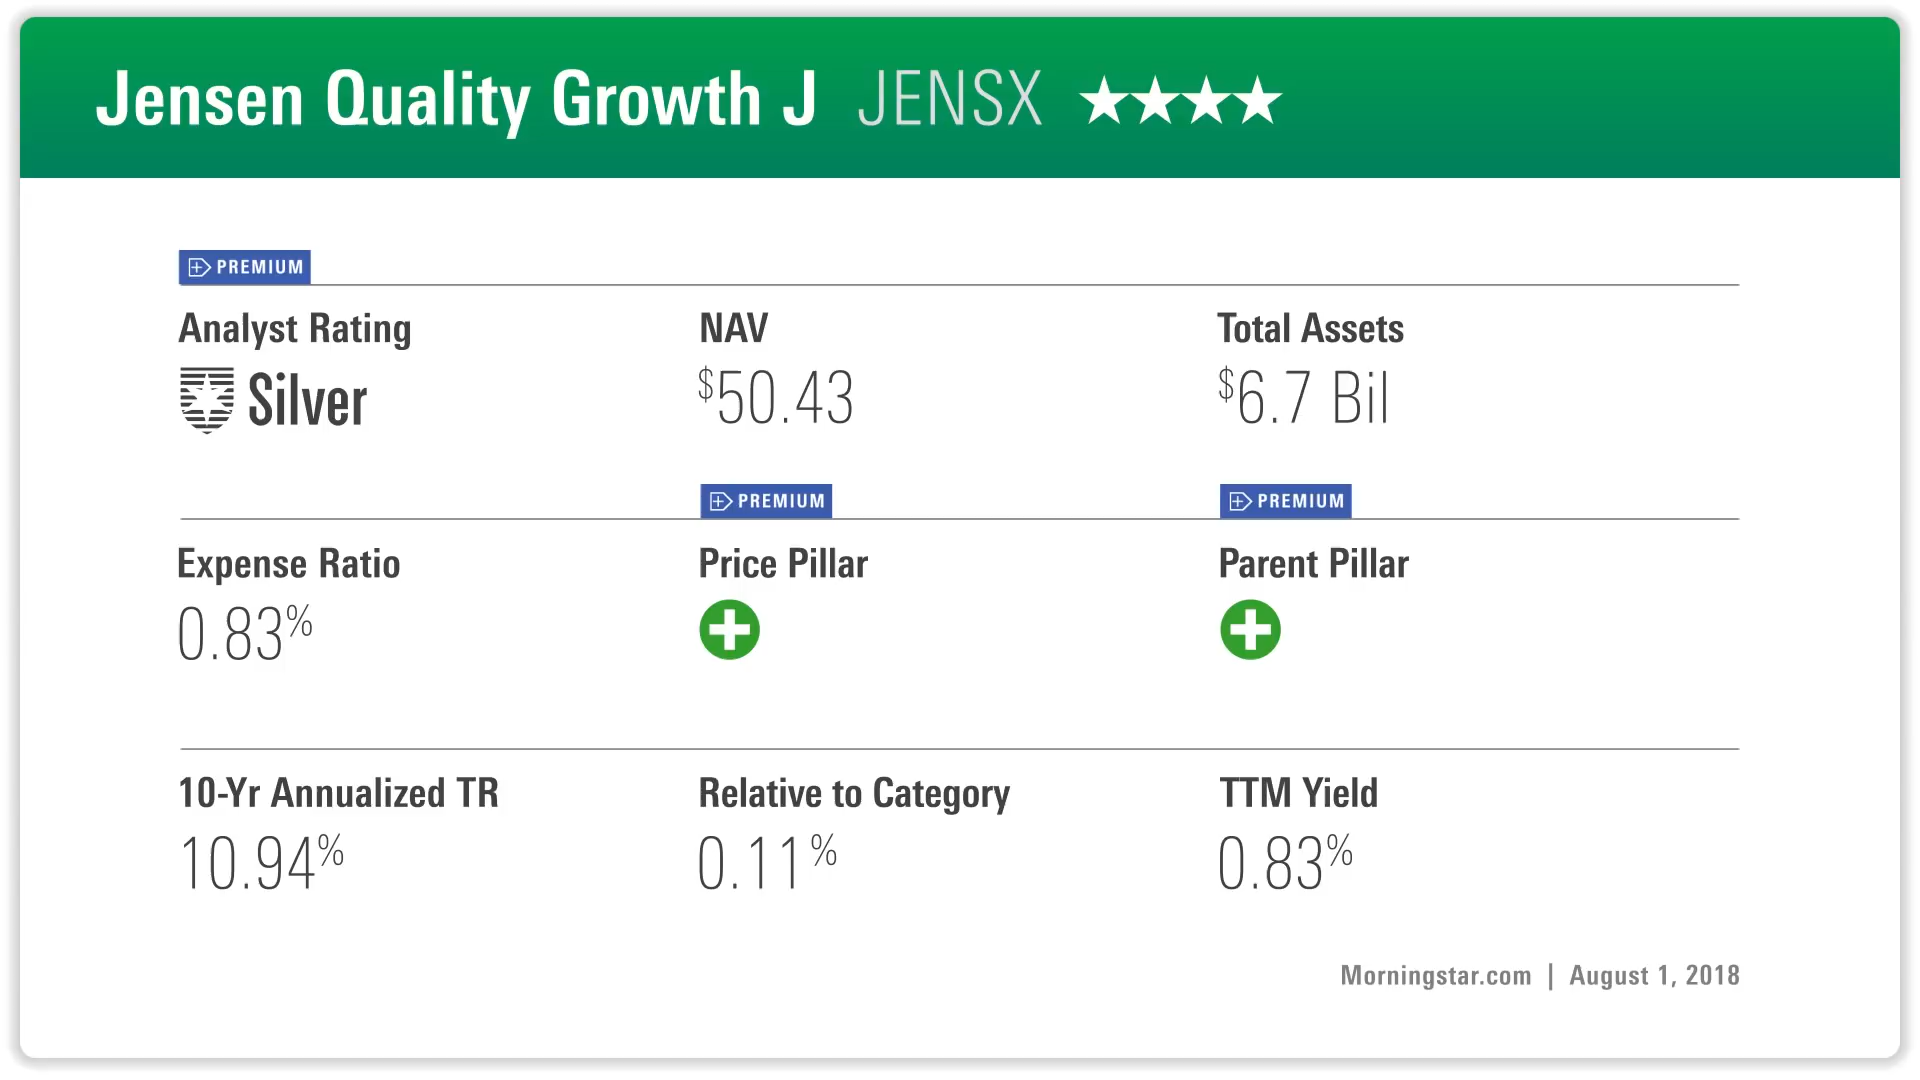 Jensen Quality Growth J JENSX ★★★★
PREMIUM
Analyst Rating NAV Total Assets
Silver $50.43 $6.7 Bil
PREMIUM PREMIUM
Expense Ratio Price Pillar Parent Pillar
0.83%
10-Yr Annualized TR Relative to Category TTM Yield
10.94% 0.11% 0.83%
Morningstar.com | August 1, 2018